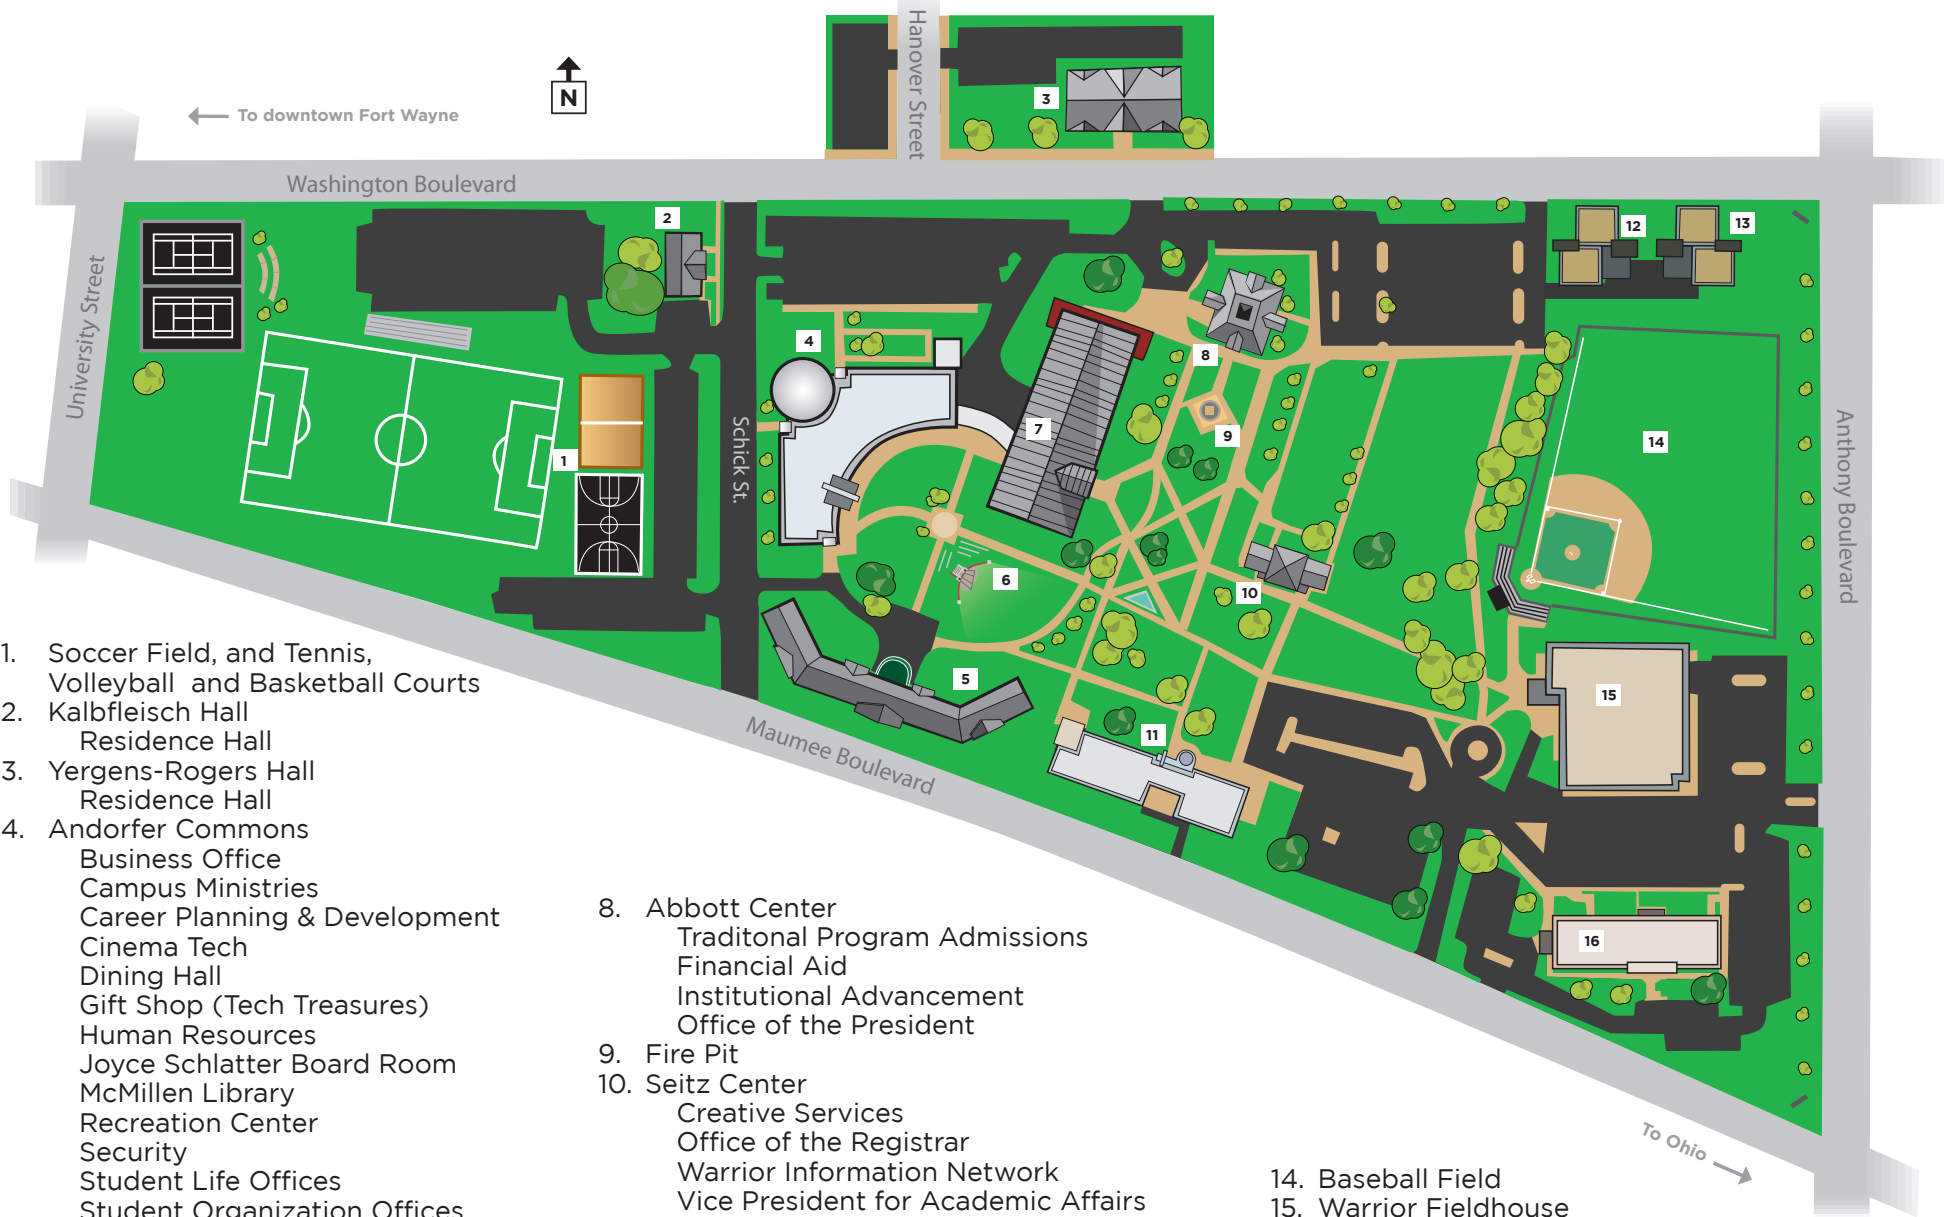 Hanover Street
N
To downtown Fort Wayne
3
Washington Boulevard
2
12
13
University Street
4
8
7
9
14
1
Schick St.
Anthony Boulevard
6
10
5
15
11
Maumee Boulevard
16
To Ohio
1. Soccer Field, and Tennis,
Volleyball and Basketball Courts
2. Kalbfleisch Hall
Residence Hall
3. Yergens-Rogers Hall
Residence Hall
4. Andorfer Commons
Business Office
Campus Ministries
Career Planning & Development
Cinema Tech
Dining Hall
Gift Shop (Tech Treasures)
Human Resources
Joyce Schlatter Board Room
McMillen Library
Recreation Center
Security
Student Life Offices
Student Organization Offices
8. Abbott Center
Traditonal Program Admissions
Financial Aid
Institutional Advancement
Office of the President
9. Fire Pit
10. Seitz Center
Creative Services
Office of the Registrar
Warrior Information Network
Vice President for Academic Affairs
14. Baseball Field
15. Warrior Fieldhouse